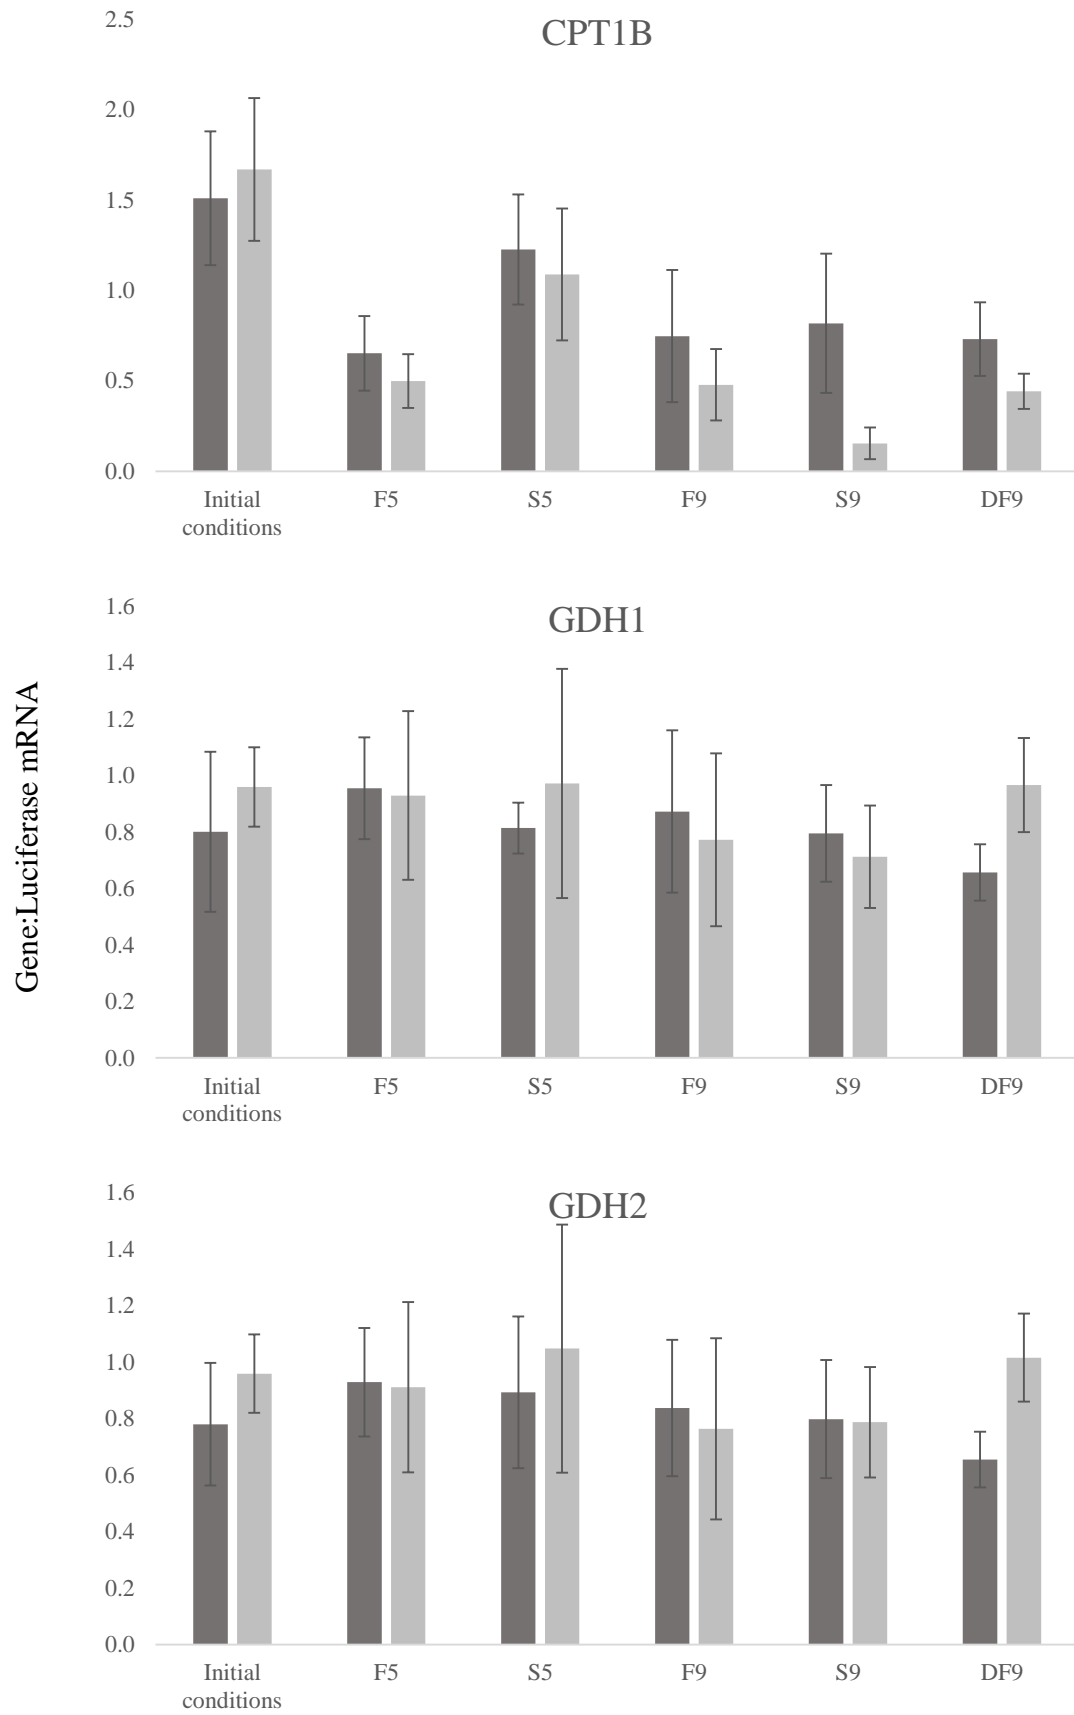 CPT1B
2.5
2.0
1.5
1.0
0.5
0.0
Initial
conditions
F5
S5
F9
S9
DF9
Gene:Luciferase mRNA
GDH1
1.6
1.4
1.2
1.0
0.8
0.6
0.4
0.2
0.0
Initial
conditions
F5
S5
F9
S9
DF9
GDH2
1.6
1.4
1.2
1.0
0.8
0.6
0.4
0.2
0.0
Initial
conditions
F5
S5
F9
S9
DF9